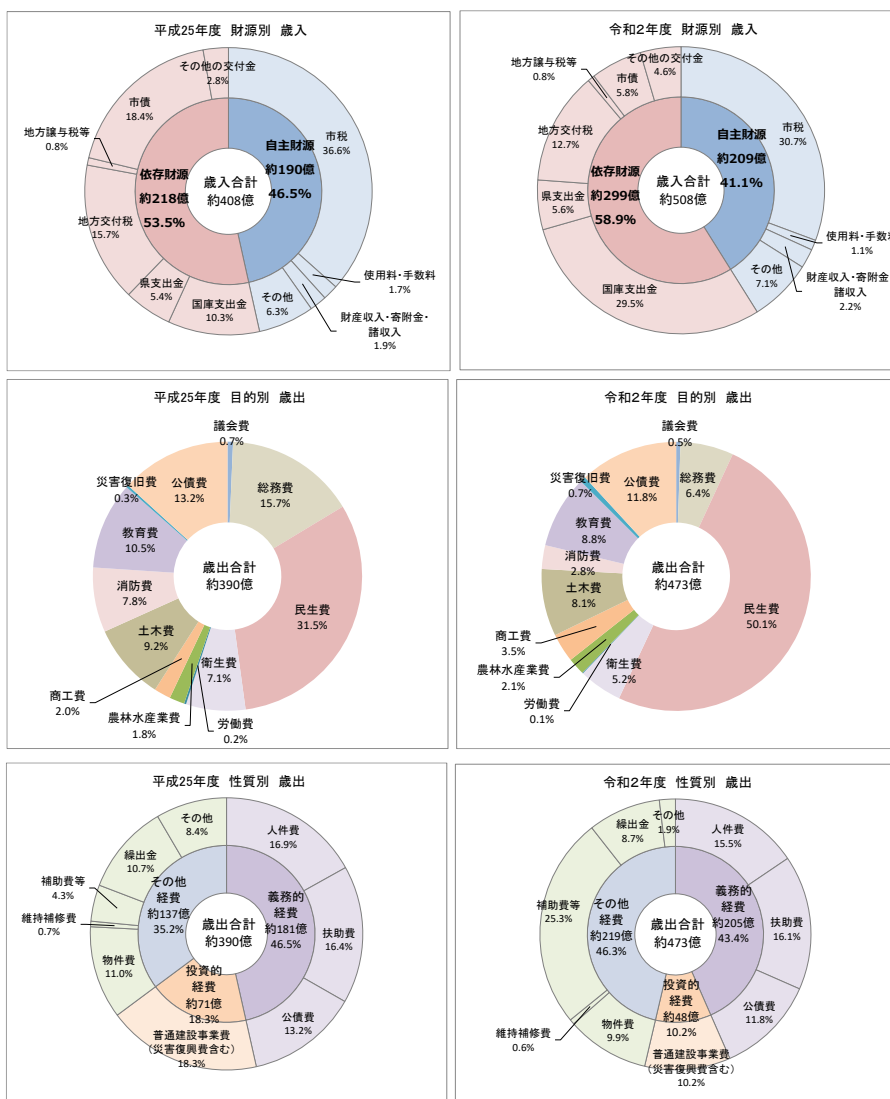 平成25年度 財源別 歳入
その他の交付金
2.8%
市債
18.4%
地方譲与税等
0.8%
地方交付税
15.7%
県支出金
5.4%
国庫支出金
10.3%
その他
6.3%
財産収入・寄附金・
諸収入
1.9%
使用料・手数料
1.7%
市税
36.6%
自主財源
約190億
46.5%
依存財源
約218億
53.5%
歳入合計
約408億
令和2年度 財源別 歳入
その他の交付金
4.6%
地方譲与税等
0.8%
市債
5.8%
地方交付税
12.7%
県支出金
5.6%
国庫支出金
29.5%
その他
7.1%
財産収入・寄附金
諸収入
2.2%
使用料・手数料
1.1%
市税
30.7%
自主財源
約209億
41.1%
依存財源
約299億
58.9%
歳入合計
約508億
平成25年度 目的別 歳出
議会費
0.7%
総務費
15.7%
民生費
31.5%
衛生費
7.1%
労働費
0.2%
農林水産業費
1.8%
商工費
2.0%
土木費
9.2%
消防費
7.8%
教育費
10.5%
災害復旧費
0.3%
公債費
13.2%
歳出合計
約390億
令和2年度 目的別 歳出
議会費
0.5%
総務費
6.4%
民生費
50.1%
衛生費
5.2%
労働費
0.1%
農林水産業費
2.1%
商工費
3.5%
土木費
8.1%
消防費
2.8%
教育費
8.8%
災害復旧費
0.7%
公債費
11.8%
歳出合計
約473億
平成25年度 性質別 歳出
人件費
16.9%
扶助費
16.4%
公債費
13.2%
普通建設事業費
(災害復興費含む)
18.3%
物件費
11.0%
維持補修費
0.7%
補助費等
4.3%
繰出金
10.7%
その他
8.4%
義務的
経費
約181億
46.5%
投資的
経費
約71億
18.3%
その他
経費
約137億
35.2%
歳出合計
約390億
令和2年度 性質別 歳出
人件費
15.5%
扶助費
16.1%
公債費
11.8%
普通建設事業費
(災害復興費含む)
10.2%
物件費
9.9%
維持補修費
0.6%
補助費等
25.3%
繰出金
8.7%
その他
1.9%
義務的
経費
約205億
43.4%
投資的
経費
約48億
10.2%
その他
経費
約219億
46.3%
歳出合計
約473億